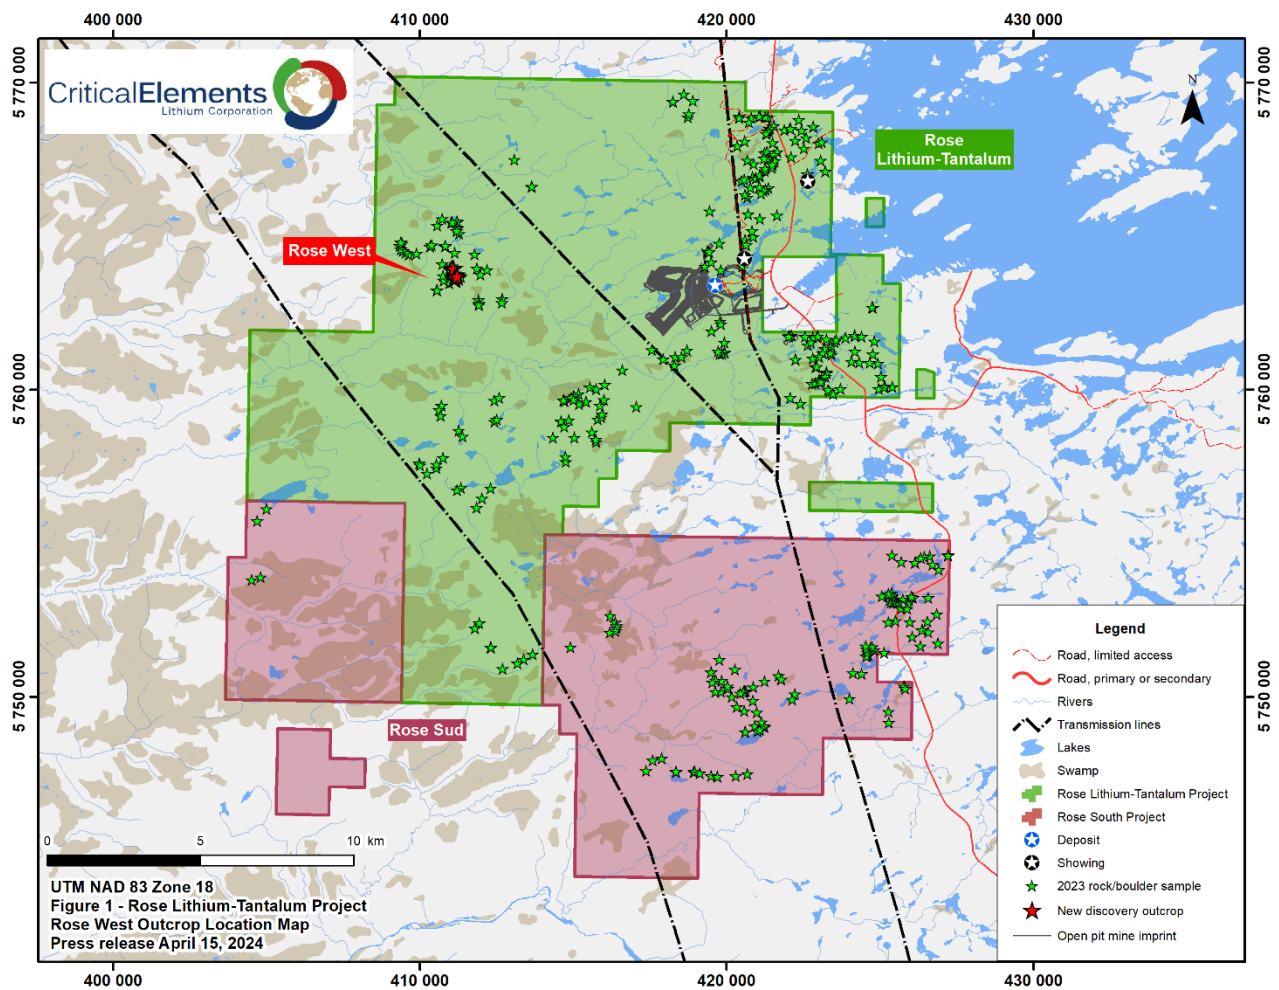 400 000
410 000
420 000
430 000
5 770 000
5 770 000
CriticalElements
Lithium Corporation
N
Rose
Lithium-Tantalum
Rose West
5 760 000
5 760 000
5 750 000
5 750 000
Rose Sud
0
5
10 km
UTM NAD 83 Zone 18
Figure 1 - Rose Lithium-Tantalum Project
Rose West Outcrop Location Map
Press release April 15, 2024
Legend
Road, limited access
Road, primary or secondary
Rivers
Transmission lines
Lakes
Swamp
Rose Lithium-Tantalum Project
Rose South Project
Deposit
Showing
2023 rock/boulder sample
New discovery outcrop
Open pit mine imprint
400 000
410 000
420 000
430 000